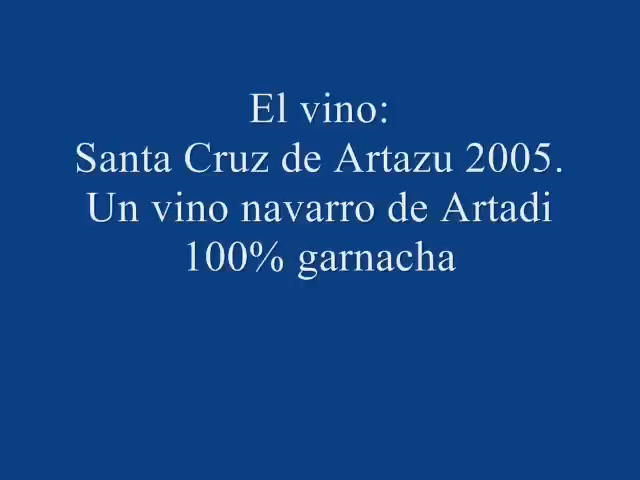 El vino:
Santa Cruz de Artazu 2005.
Un vino navarro de Artadi
100% garnacha